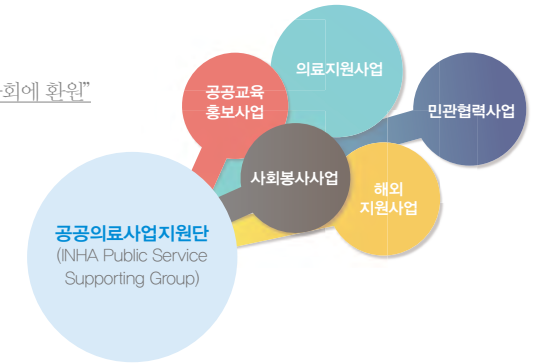 회에 환원”
의료지원사업
공공교육
홍보사업
민관협력사업
사회봉사사업
해외
지원사업
공공의료사업지원단
(INHA Public Service
Supporting Group)